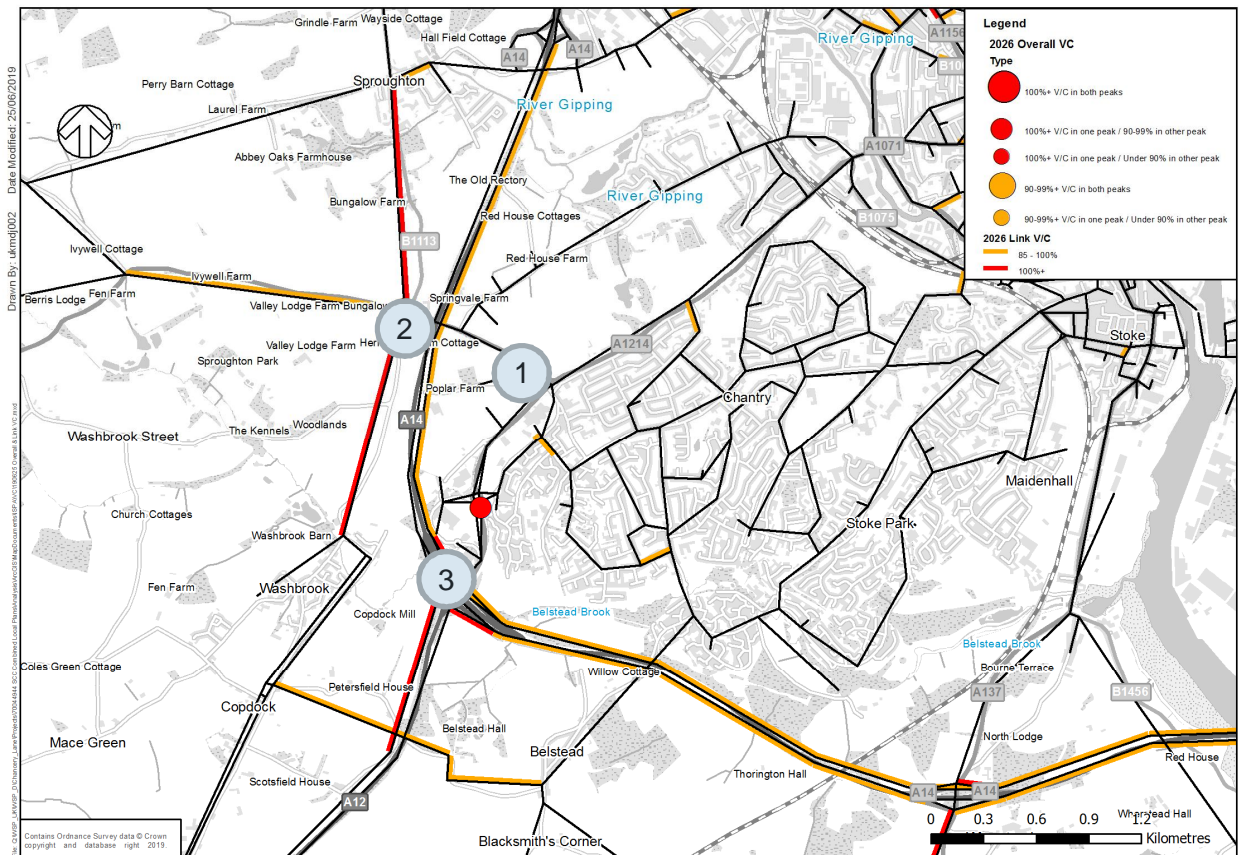 Legend
2026 Overall VC
Type
100%+ V/C in both peaks
100%+ V/C in one peak / 90-99% in other peak
100%+ V/C in one peak / Under 90% in other peak
90-99%+ V/C in both peaks
90-99%+ V/C in one peak / Under 90% in other peak
2026 Link V/C
85 - 100%
100%+
Date Modified: 25/06/2019
Drawn By: ukmdj002
Grindle Farm
Wayside Cottage
Hall Field Cottage
A14
A14
A1156
River Gipping
Perry Barn Cottage
Sproughton
Laurel Farm
River Gipping
Abbey Oaks Farmhouse
A1071
The Old Rectory
River Gipping
Bungalow Farm
Red House Cottages
B1075
B1113
Ivywell Cottage
Red House Farm
Ivywell Farm
Berris Lodge
Fen Farm
Valley Lodge Farm Bungalow
Springvale Farm
2
Valley Lodge Farm
Cottage
A1214
Stoke
Sproughton Park
1
Poplar Farm
Chantry
A14
Washbrook Street
The Kennels
Woodlands
Maidenhall
Church Cottages
Stoke Park
Washbrook Barn
3
Fen Farm
Washbrook
Copdock Mill
Belstead Brook
Belstead Brook
Coles Green Cottage
Willow Cottage
Bourne Terrace
Petersfield House
A137
B1456
Copdock
Belstead Hall
North Lodge
Mace Green
Belstead
Red House
Thorington Hall
Scotsfield House
A14
A14
A12
Blacksmith's Corner
Hall
0 0.3 0.6 0.9 1.2
Kilometres
Contains Ordnance Survey data © Crown
copyright and database right 2019.